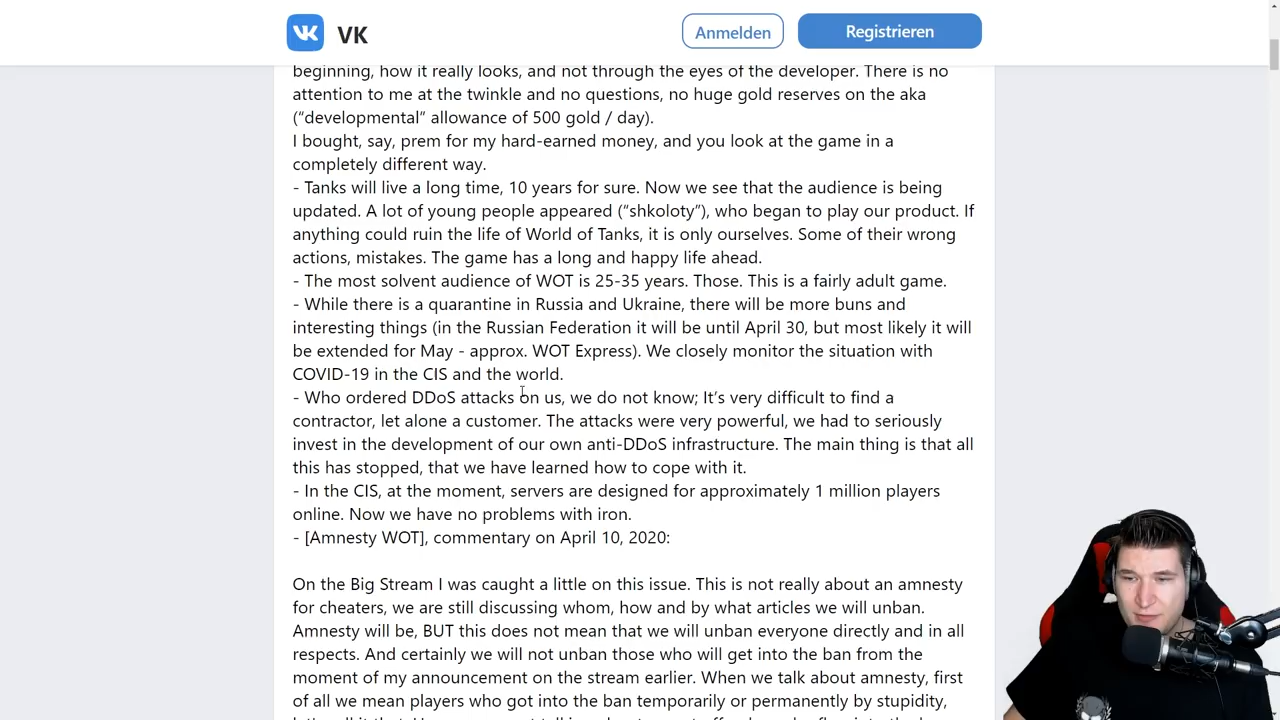 VK
Anmelden
Registrieren
beginning, how it really looks, and not through the eyes of the developer. There is no
attention to me at the twinkle and no questions, no huge gold reserves on the aka
(“developmental” allowance of 500 gold / day).
I bought, say, prem for my hard-earned money, and you look at the game in a
completely different way.
- Tanks will live a long time, 10 years for sure. Now we see that the audience is being
updated. A lot of young people appeared (“shkoloty”), who began to play our product. If
anything could ruin the life of World of Tanks, it is only ourselves. Some of their wrong
actions, mistakes. The game has a long and happy life ahead.
- The most solvent audience of WOT is 25-35 years. Those. This is a fairly adult game.
- While there is a quarantine in Russia and Ukraine, there will be more buns and
interesting things (in the Russian Federation it will be until April 30, but most likely it will
be extended for May - approx. WOT Express). We closely monitor the situation with
COVID-19 in the CIS and the world.
- Who ordered DDoS attacks on us, we do not know; It’s very difficult to find a
contractor, let alone a customer. The attacks were very powerful, we had to seriously
invest in the development of our own anti-DDoS infrastructure. The main thing is that all
this has stopped, that we have learned how to cope with it.
- In the CIS, at the moment, servers are designed for approximately 1 million players
online. Now we have no problems with iron.
- [Amnesty WOT], commentary on April 10, 2020:
On the Big Stream I was caught a little on this issue. This is not really about an amnesty
for cheaters, we are still discussing whom, how and by what articles we will unban.
Amnesty will be, BUT this does not mean that we will unban everyone directly and in all
respects. And certainly we will not unban those who will get into the ban from the
moment of my announcement on the stream earlier. When we talk about amnesty, first
of all we mean players who got into the ban temporarily or permanently by stupidity,